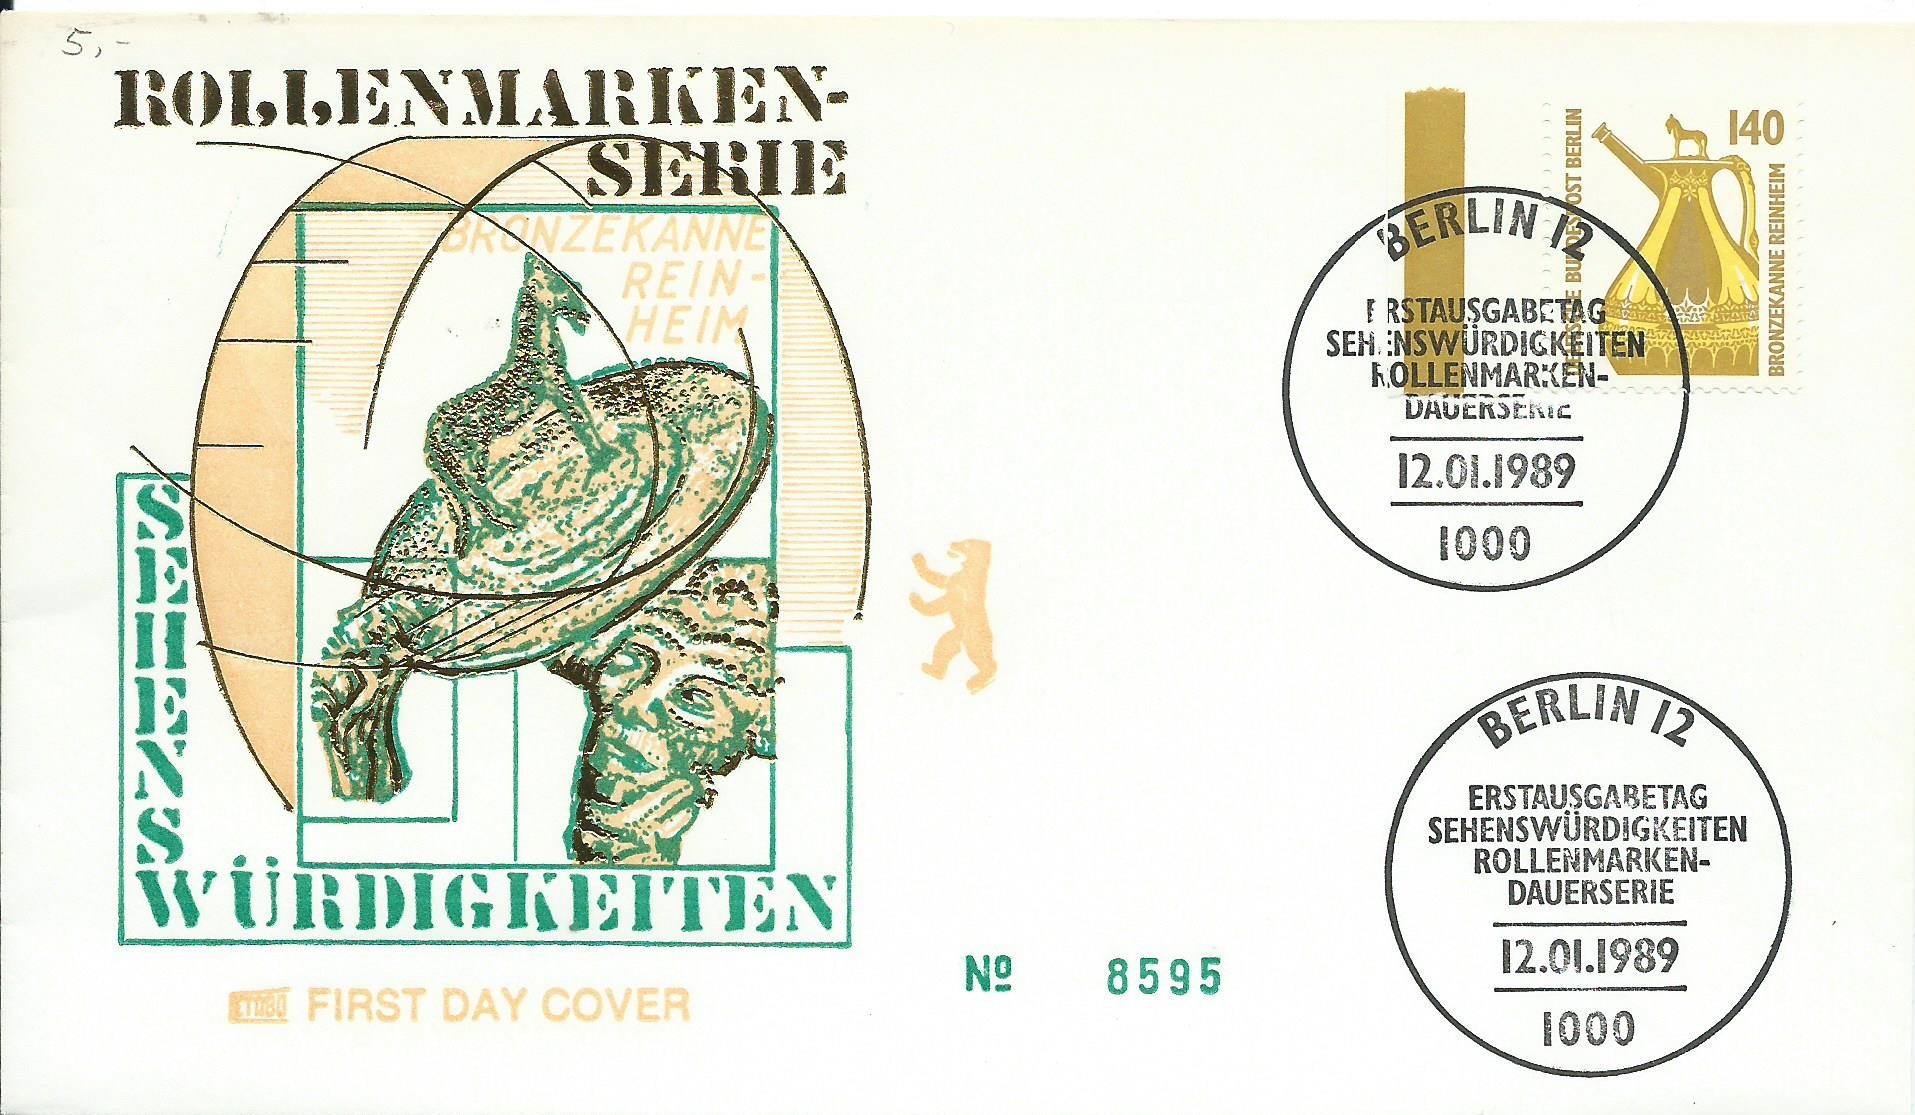 5,-
ROLLENMARKEN-
SERIE
BRONZEKANNE
REIN-
HEIM
SEHENS
WÜRDIGKEITEN
FIRST DAY COVER
Nº 8595
140
BUNDESPOST BERLIN
BRONZEKANNE REINHEIM
BERLIN 12
ERSTAUSGABETAG
SEHENSWÜRDIGKEITEN
ROLLENMARKEN-
DAUERSERIE
12.01.1989
1000
BERLIN 12
ERSTAUSGABETAG
SEHENSWÜRDIGKEITEN
ROLLENMARKEN-
DAUERSERIE
12.01.1989
1000